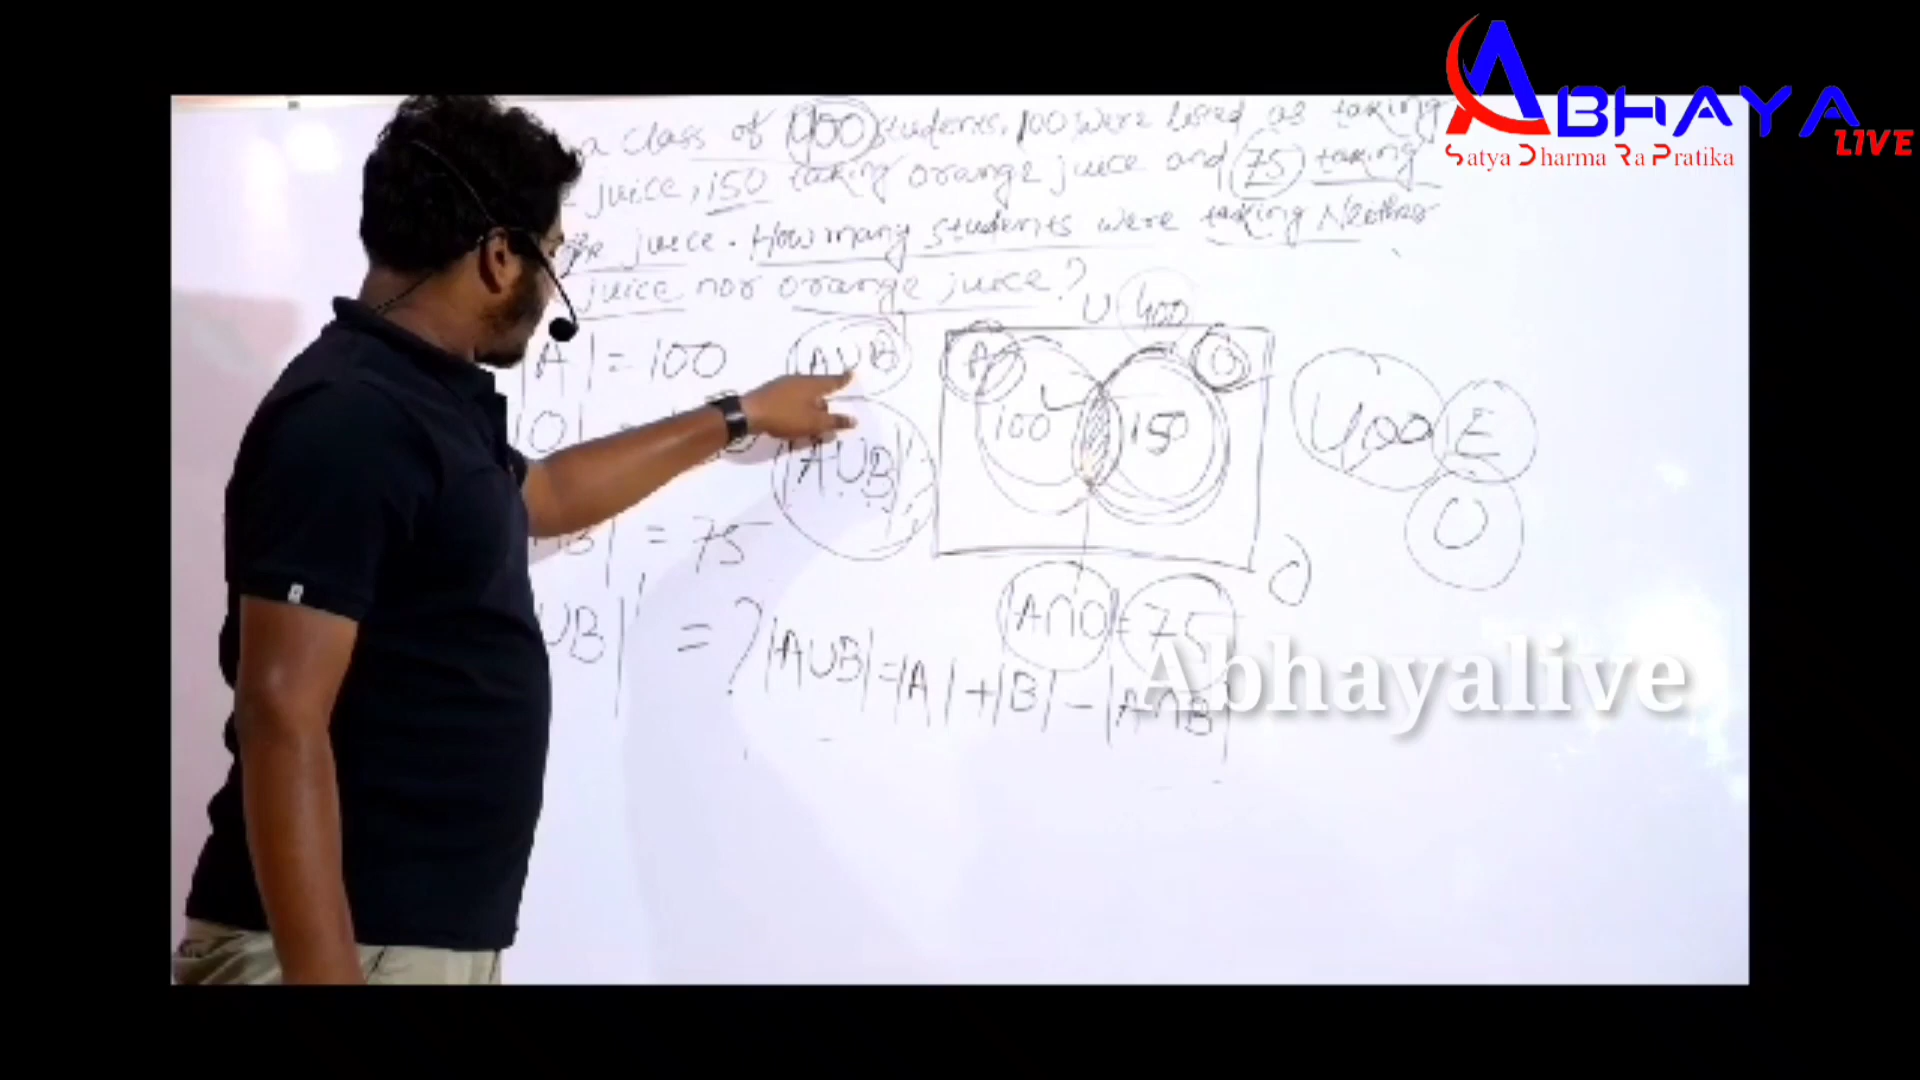 ABHAYA
LIVE
Satya Dharma Ra Pratika
a class of 400 students, 100 were listed as taking
juice, 150 taking orange juice and 75 taking
juice. How many students were taking Neither
juice nor orange juice?
U 400
|A| = 100
|O| =
A∪B
A O
100 150
400 E
|A∪B|'
O
= 75
|A∩O| = 75
∪B|' = ?
|A∪B| = |A| + |B| - |A∩B|
Abhayalive